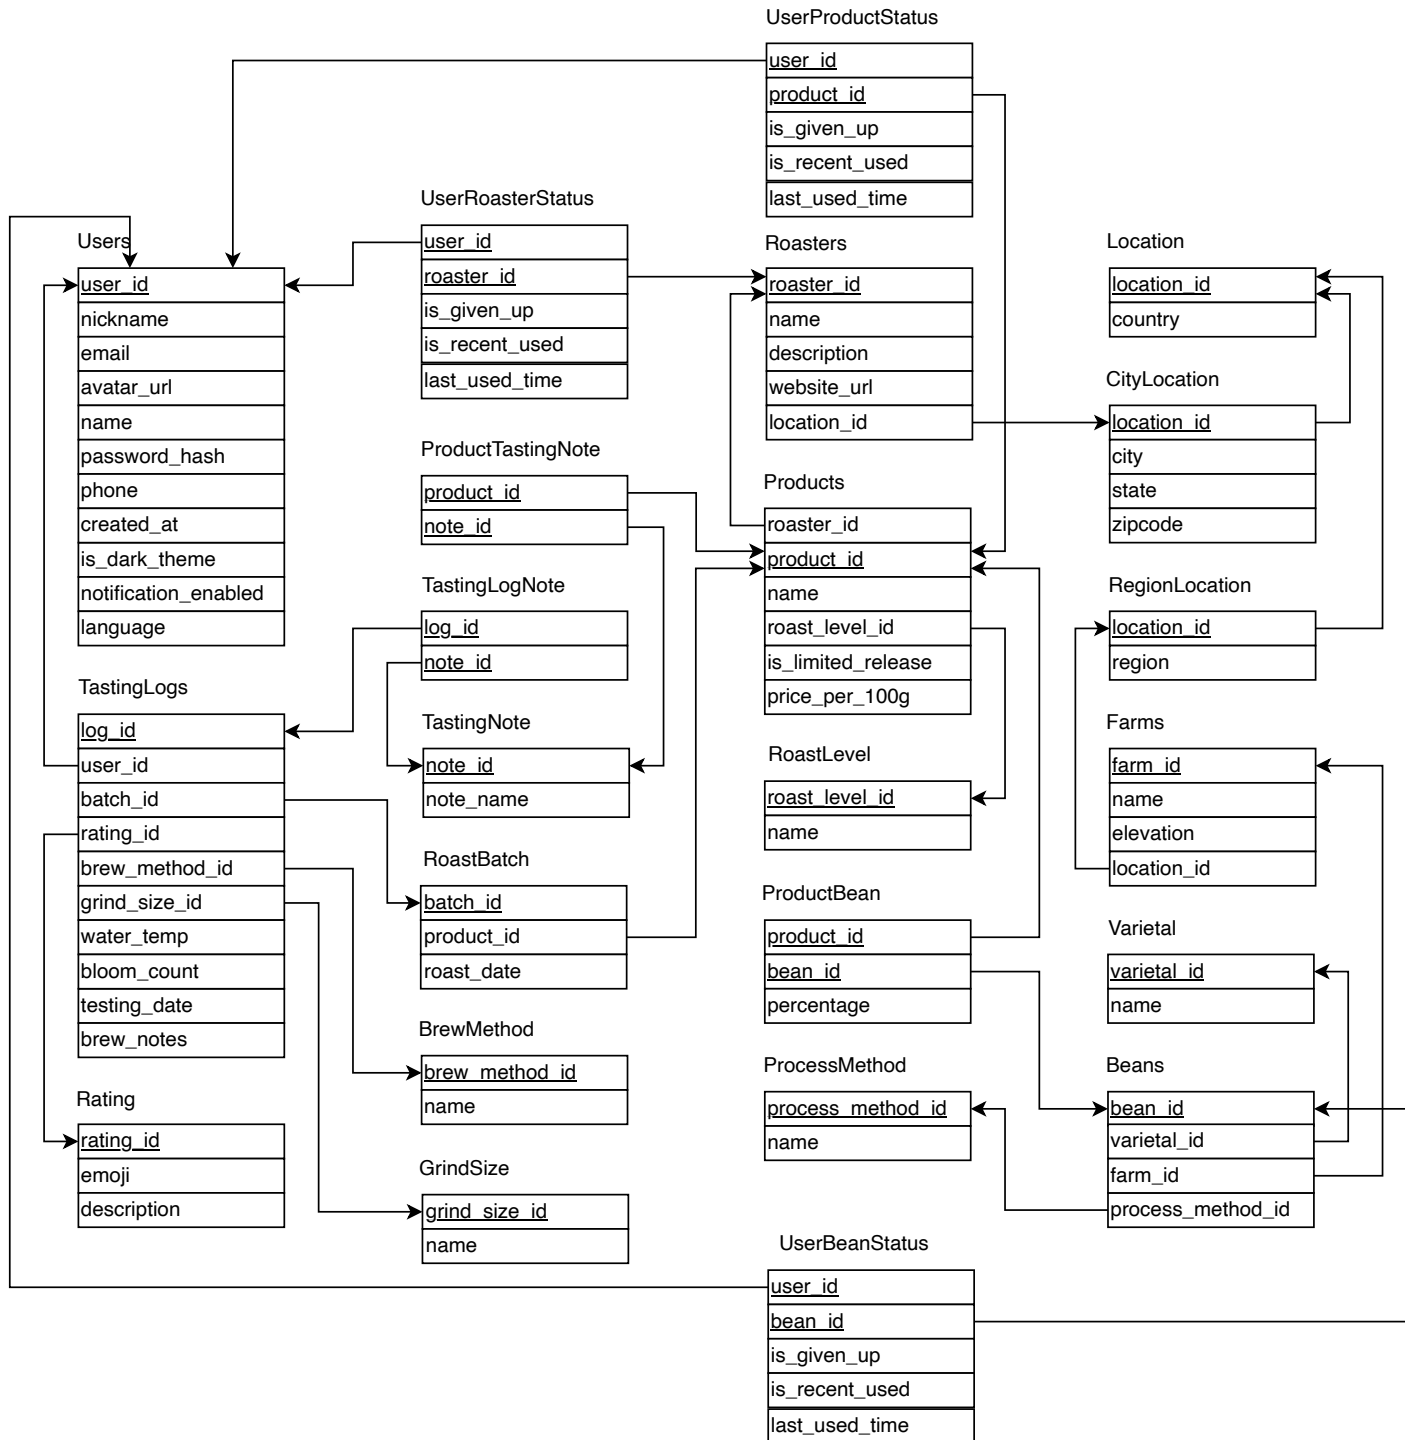 UserProductStatus
user_id
product_id
is_given_up
is_recent_used
last_used_time
UserRoasterStatus
user_id
roaster_id
is_given_up
is_recent_used
last_used_time
Users
user_id
nickname
email
avatar_url
name
password_hash
phone
created_at
is_dark_theme
notification_enabled
language
Roasters
roaster_id
name
description
website_url
location_id
Location
location_id
country
CityLocation
location_id
city
state
zipcode
ProductTastingNote
product_id
note_id
Products
roaster_id
product_id
name
roast_level_id
is_limited_release
price_per_100g
TastingLogNote
log_id
note_id
RegionLocation
location_id
region
TastingLogs
log_id
user_id
batch_id
rating_id
brew_method_id
grind_size_id
water_temp
bloom_count
testing_date
brew_notes
TastingNote
note_id
note_name
RoastLevel
roast_level_id
name
Farms
farm_id
name
elevation
location_id
RoastBatch
batch_id
product_id
roast_date
ProductBean
product_id
bean_id
percentage
Varietal
varietal_id
name
BrewMethod
brew_method_id
name
ProcessMethod
process_method_id
name
Beans
bean_id
varietal_id
farm_id
process_method_id
Rating
rating_id
emoji
description
GrindSize
grind_size_id
name
UserBeanStatus
user_id
bean_id
is_given_up
is_recent_used
last_used_time